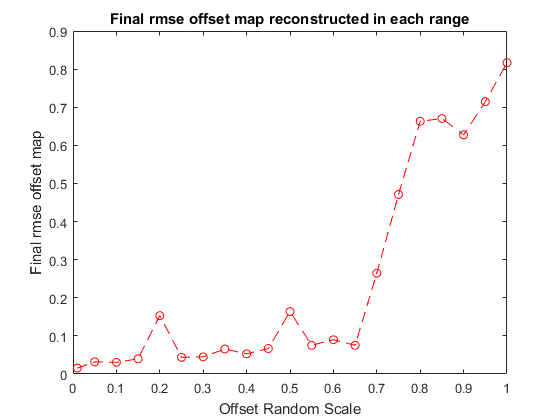 Final rmse offset map reconstructed in each range
0.9
0.8
0.7
0.6
0.5
0.4
0.3
0.2
0.1
0
Final rmse offset map
0 0.1 0.2 0.3 0.4 0.5 0.6 0.7 0.8 0.9 1
Offset Random Scale